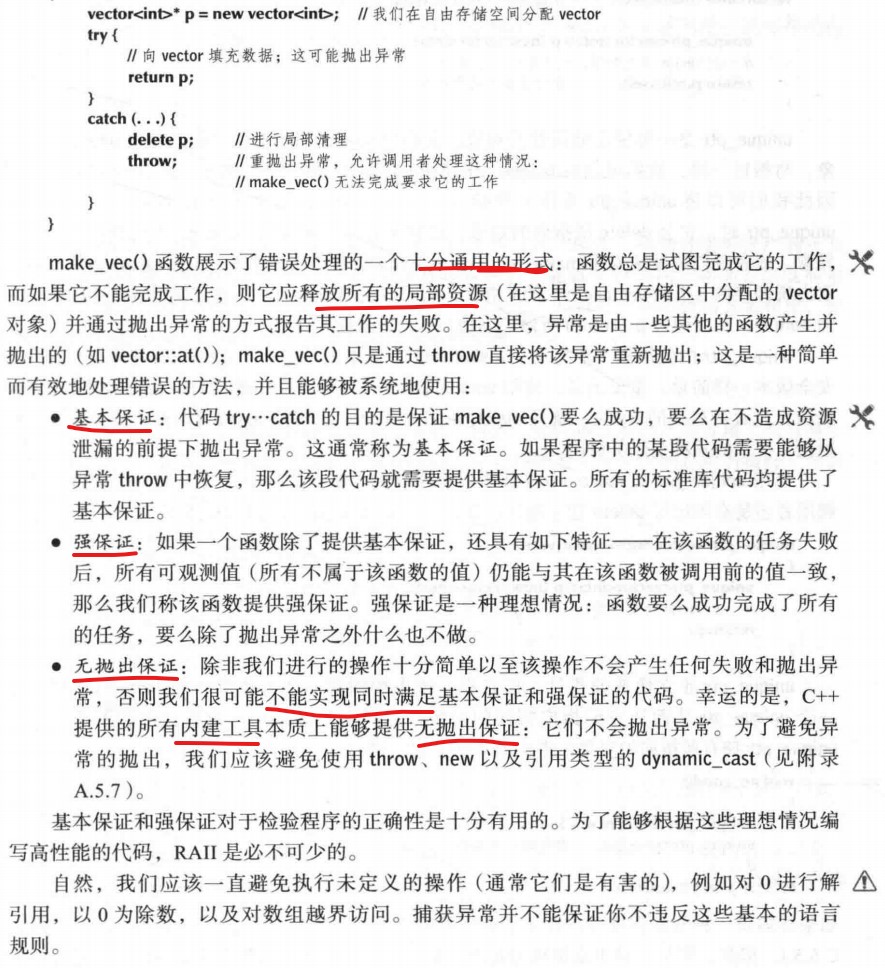 vector<int>* p = new vector<int>; // 我们在自由存储空间分配 vector
try {
// 向 vector 填充数据；这可能抛出异常
return p;
}
catch (. . .) {
delete p; // 进行局部清理
throw; // 重抛出异常，允许调用者处理这种情况：
// make_vec() 无法完成要求它的工作
}
}
make_vec() 函数展示了错误处理的一个十分通用的形式：函数总是试图完成它的工作，
而如果它不能完成工作，则它应释放所有的局部资源（在这里是自由存储区中分配的 vector
对象）并通过抛出异常的方式报告其工作的失败。在这里，异常是由一些其他的函数产生并
抛出的（如 vector::at()）；make_vec() 只是通过 throw 直接将该异常重新抛出；这是一种简单
而有效地处理错误的方法，并且能够被系统地使用：
● 基本保证：代码 try…catch 的目的是保证 make_vec() 要么成功，要么在不造成资源
泄漏的前提下抛出异常。这通常称为基本保证。如果程序中的某段代码需要能够从
异常 throw 中恢复，那么该段代码就需要提供基本保证。所有的标准库代码均提供了
基本保证。
● 强保证：如果一个函数除了提供基本保证，还具有如下特征——在该函数的任务失败
后，所有可观测值（所有不属于该函数的值）仍能与其在该函数被调用前的值一致，
那么我们称该函数提供强保证。强保证是一种理想情况：函数要么成功完成了所有
的任务，要么除了抛出异常之外什么也不做。
● 无抛出保证：除非我们进行的操作十分简单以至该操作不会产生任何失败和抛出异
常，否则我们很可能不能实现同时满足基本保证和强保证的代码。幸运的是，C++
提供的所有内建工具本质上能够提供无抛出保证：它们不会抛出异常。为了避免异
常的抛出，我们应该避免使用 throw、new 以及引用类型的 dynamic_cast（见附录
A.5.7）。
基本保证和强保证对于检验程序的正确性是十分有用的。为了能够根据这些理想情况编
写高性能的代码，RAII 是必不可少的。
自然，我们应该一直避免执行未定义的操作（通常它们是有害的），例如对 0 进行解
引用，以 0 为除数，以及对数组越界访问。捕获异常并不能保证你不违反这些基本的语言
规则。